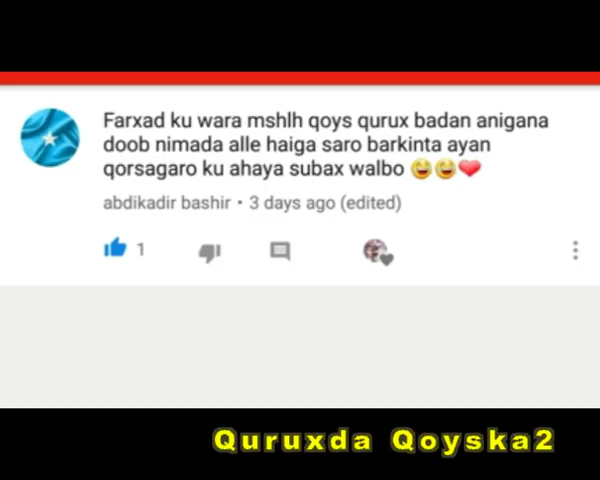 Farxad ku wara mshlh qoys qurux badan anigana
doob nimada alle haiga saro barkinta ayan
qorsagaro ku ahaya subax walbo 😂😂❤
abdikadir bashir • 3 days ago (edited)
1
Quruxda Qoyska2